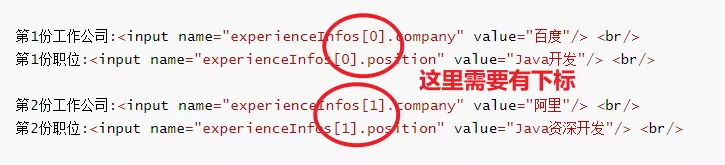 第1份工作公司:<input name="experienceInfos[0].company" value="百度"/> <br/>
第1份职位:<input name="experienceInfos[0].position" value="Java开发"/> <br/>
这里需要有下标
第2份工作公司:<input name="experienceInfos[1].company" value="阿里"/> <br/>
第2份职位:<input name="experienceInfos[1].position" value="Java资深开发"/> <br/>